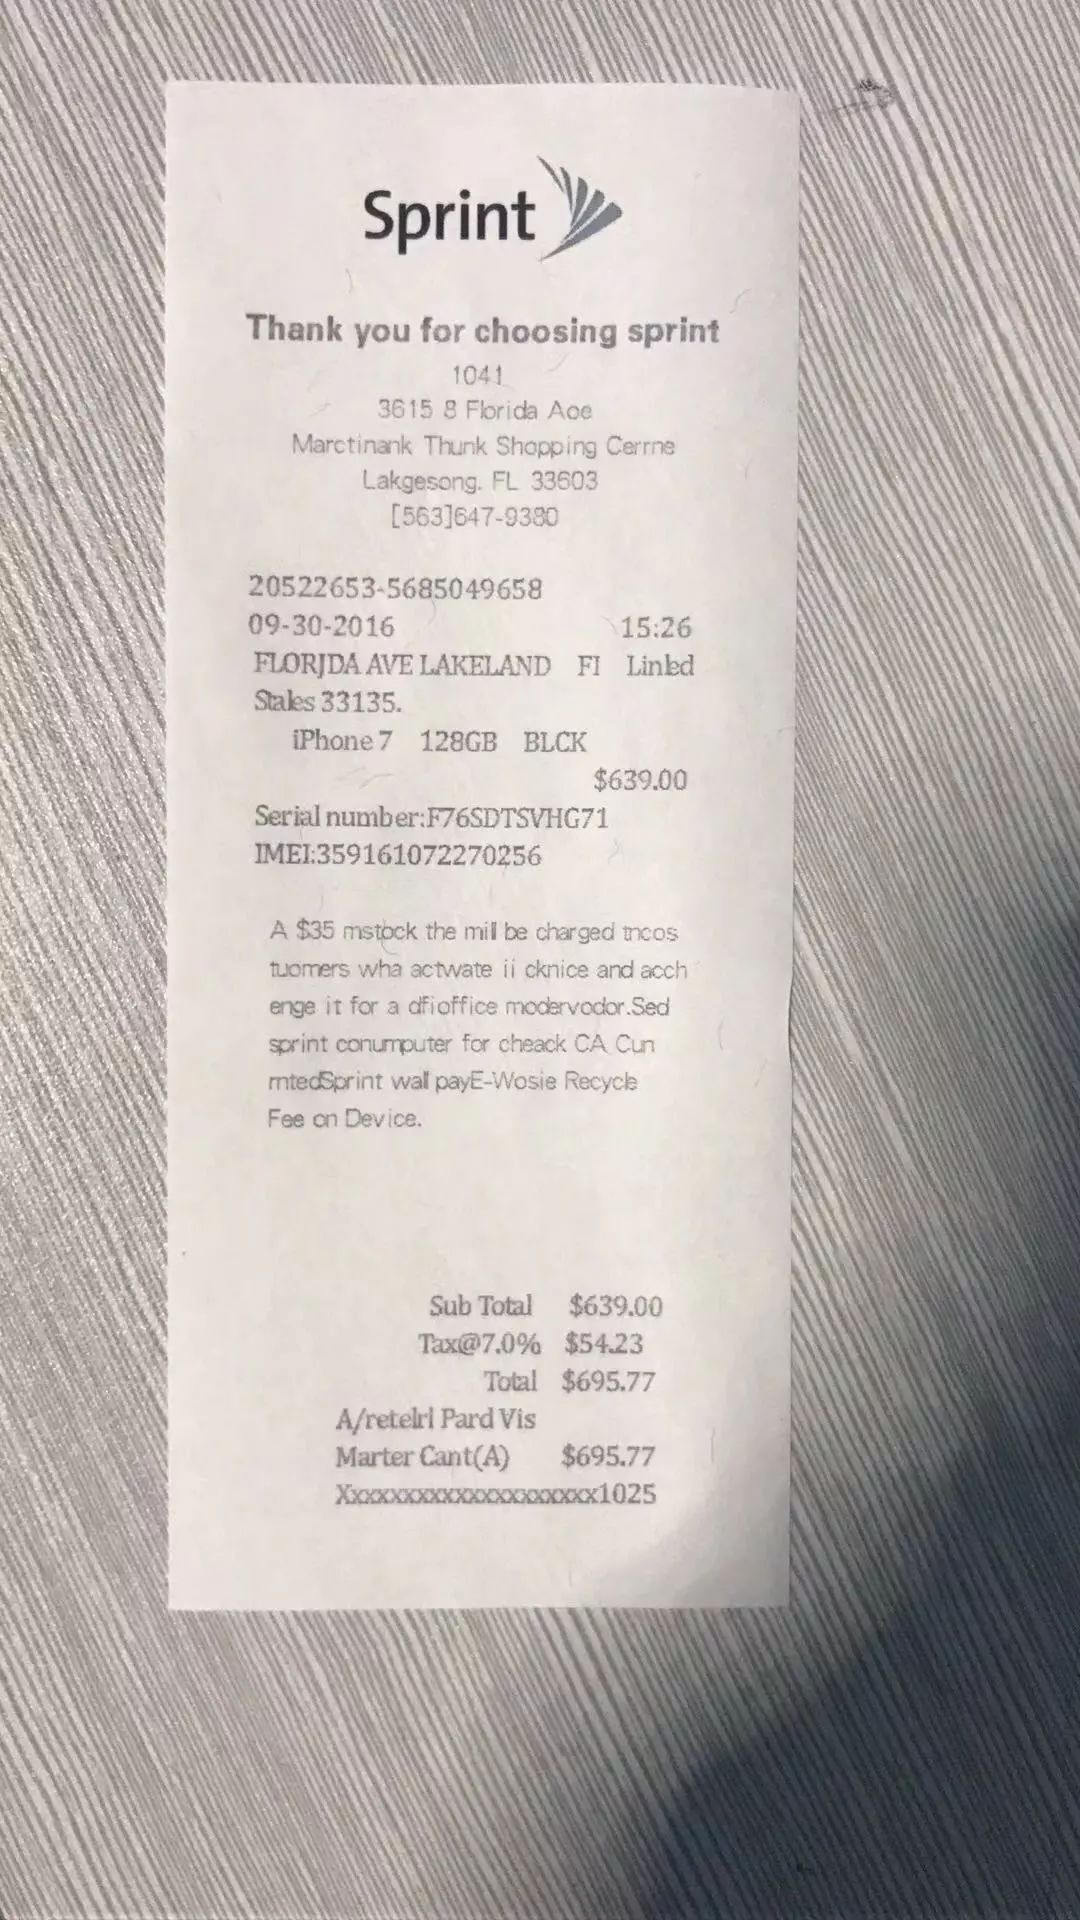 Sprint
Thank you for choosing sprint
1041
3615 8 Florida Aoe
Marctinank Thunk Shopping Cerrne
Lakgesong. FL 33603
[563]647-9380
20522653-5685049658
09-30-2016 15:26
FLORJDA AVE LAKELAND FI Linled
Stales 33135.
iPhone 7 128GB BLCK
$639.00
Serial number:F76SDTSVHG71
IMEI:359161072270256
A $35 mstock the mill be charged tncos
tuomers wha actwate ii cknice and acch
enge it for a dfioffice modervodor.Sed
sprint conumputer for cheack CA Cun
mtedSprint wall payE-Wosie Recycle
Fee on Device.
Sub Total $639.00
Tax@7.0% $54.23
Total $695.77
A/retelrl Pard Vis
Marter Cant(A) $695.77
Xxxxxxxxxxxxxxxxxxxxx1025